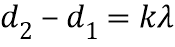 d₂ – d₁ = kλ